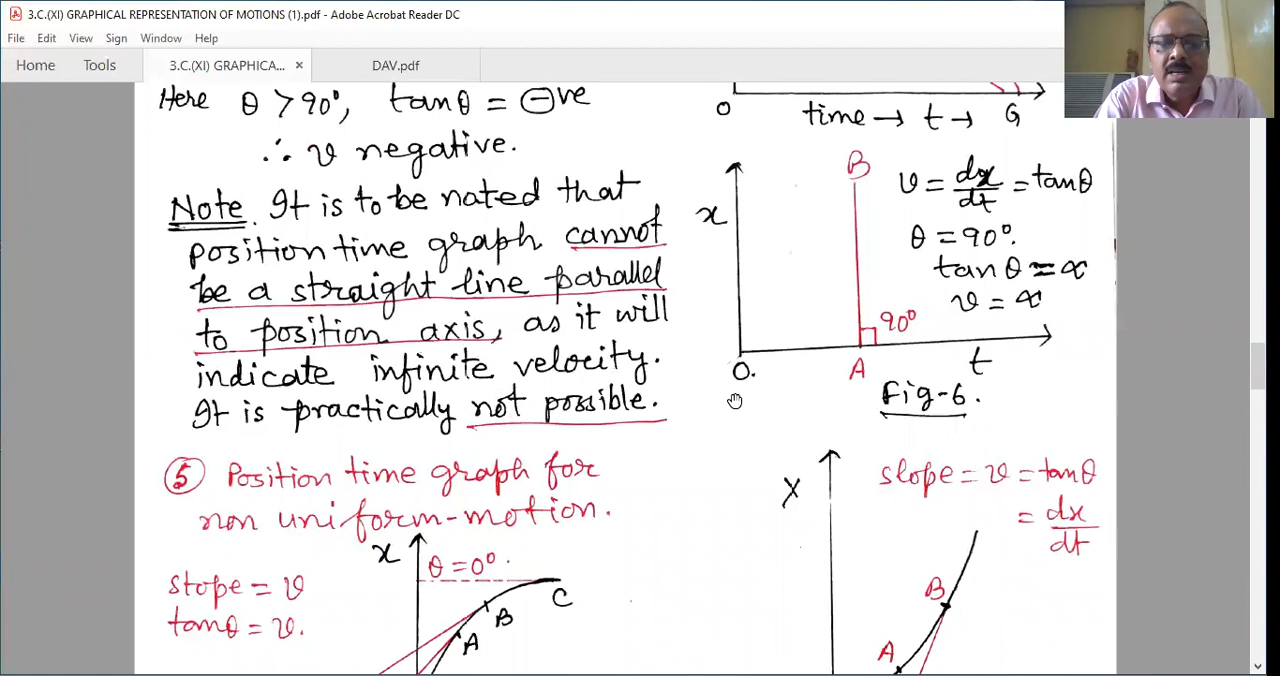 3.C.(XI) GRAPHICAL REPRESENTATION OF MOTIONS (1).pdf - Adobe Acrobat Reader DC
File Edit View Sign Window Help
Home Tools 3.C.(XI) GRAPHICA... × DAV.pdf
Here θ > 90°, tanθ = ⊖ve
∴ v negative.
Note. It is to be nated that
position time graph cannot
be a straight line parallel
to position axis, as it will
indicate infinite velocity.
It is practically not possible.
O time → t → G
x
B
v = dx/dt = tanθ
θ = 90°.
tanθ = ∝
v = ∝
90°
O. A t
Fig-6.
⑤ Position time graph for
non uniform-motion.
x
θ = 0°.
slope = v
tanθ = v.
C
B
A
X
slope = v = tanθ
= dx/dt
B
A